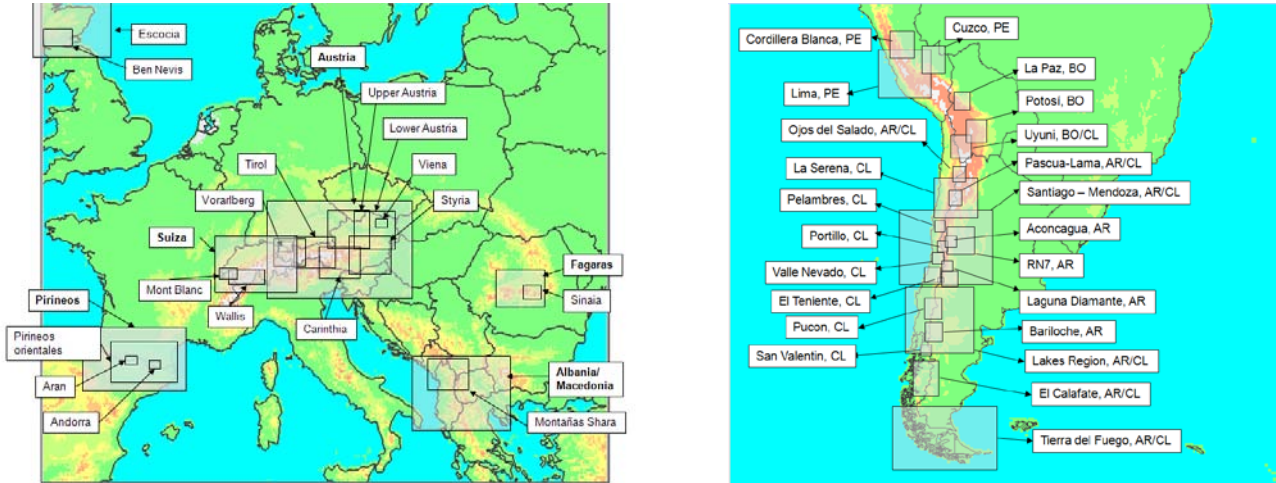 Escocia
Ben Nevis
Austria
Upper Austria
Lower Austria
Tirol
Viena
Vorarlberg
Styria
Suiza
Fagaras
Mont Blanc
Sinaia
Pirineos
Wallis
Carinthia
Pirineos
orientales
Aran
Albania/
Macedonia
Andorra
Montañas Shara
Cordillera Blanca, PE
Cuzco, PE
La Paz, BO
Lima, PE
Potosí, BO
Ojos del Salado, AR/CL
Uyuni, BO/CL
La Serena, CL
Pascua-Lama, AR/CL
Pelambres, CL
Santiago – Mendoza, AR/CL
Portillo, CL
Aconcagua, AR
Valle Nevado, CL
RN7, AR
El Teniente, CL
Laguna Diamante, AR
Pucon, CL
Bariloche, AR
San Valentin, CL
Lakes Region, AR/CL
El Calafate, AR/CL
Tierra del Fuego, AR/CL